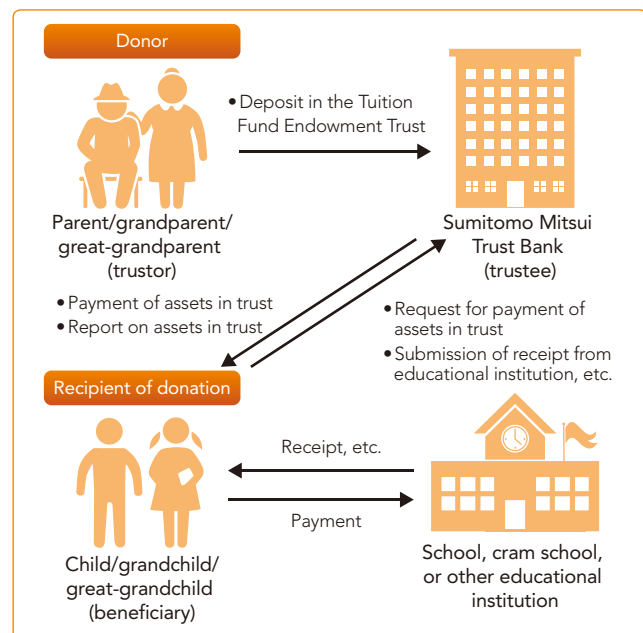 Donor
• Deposit in the Tuition
Fund Endowment Trust
Parent/grandparent/
great-grandparent
(trustor)
Sumitomo Mitsui
Trust Bank
(trustee)
• Payment of assets in trust
• Report on assets in trust
• Request for payment of
assets in trust
• Submission of receipt from
educational institution, etc.
Recipient of donation
Receipt, etc.
Payment
Child/grandchild/
great-grandchild
(beneficiary)
School, cram school,
or other educational
institution